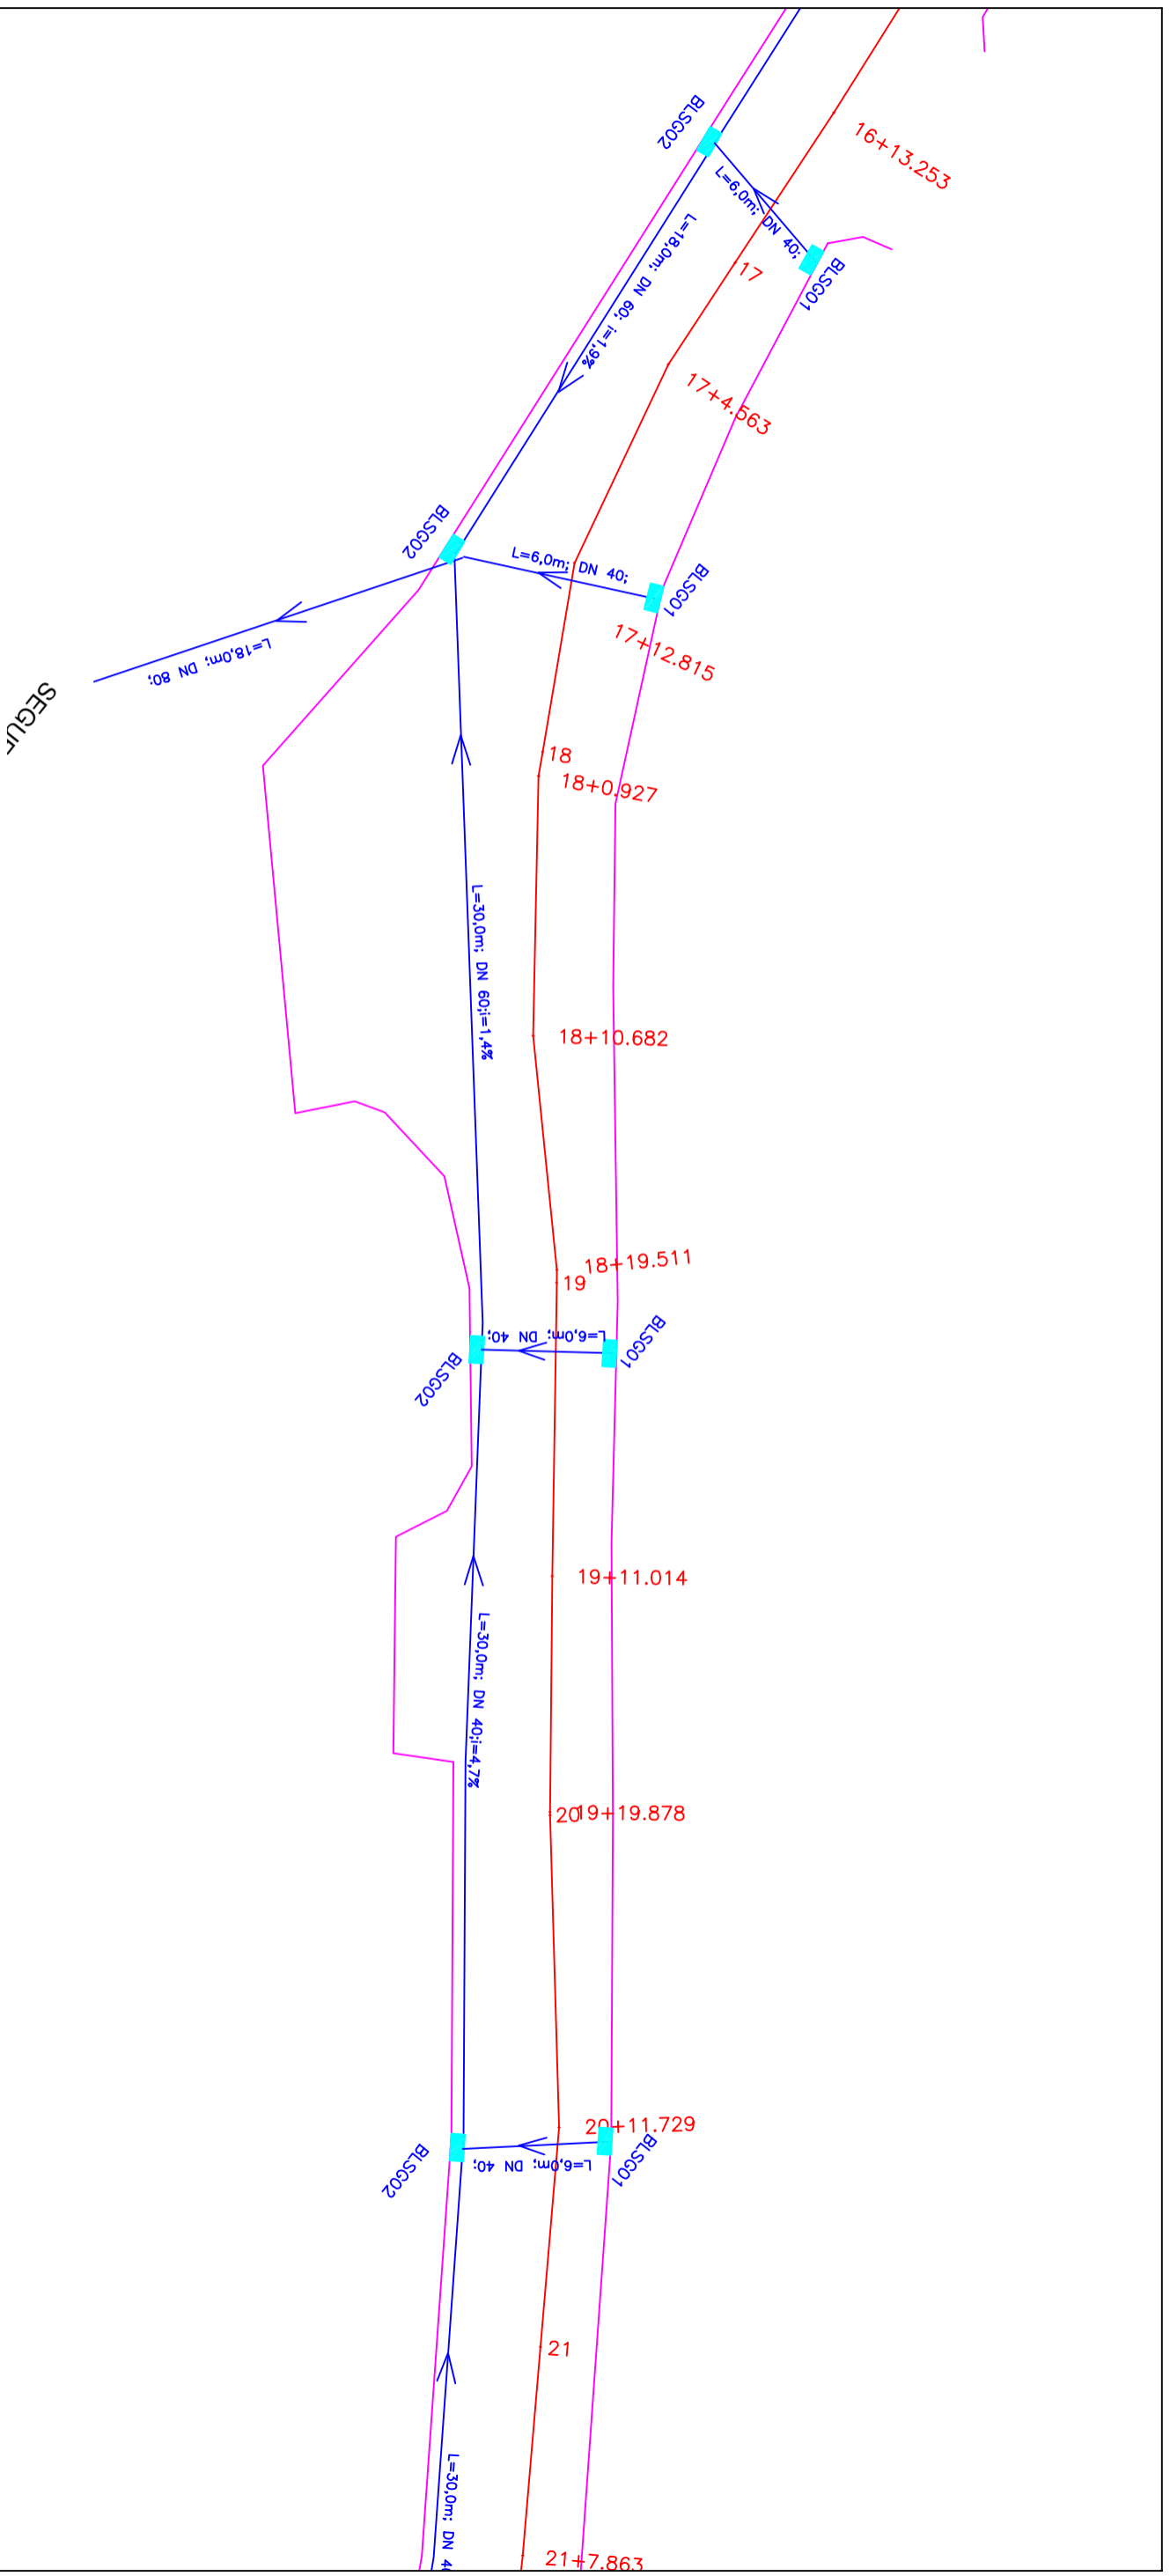 BLSG02
16+13.253
L=6,0m; DN 40;
17
BLSG01
L=18,0m; DN 60; i=1,9%
17+4.563
BLSG02
L=6,0m; DN 40;
BLSG01
17+12.815
L=18,0m; DN 80;
18
18+0.927
L=30,0m; DN 60;i=1,4%
18+10.682
18+19.511
19
L=6,0m; DN 40;
BLSG01
BLSG02
19+11.014
L=30,0m; DN 40;i=4,7%
20
19+19.878
20+11.729
BLSG02
L=6,0m; DN 40;
BLSG01
21
L=30,0m; DN
21+7.863